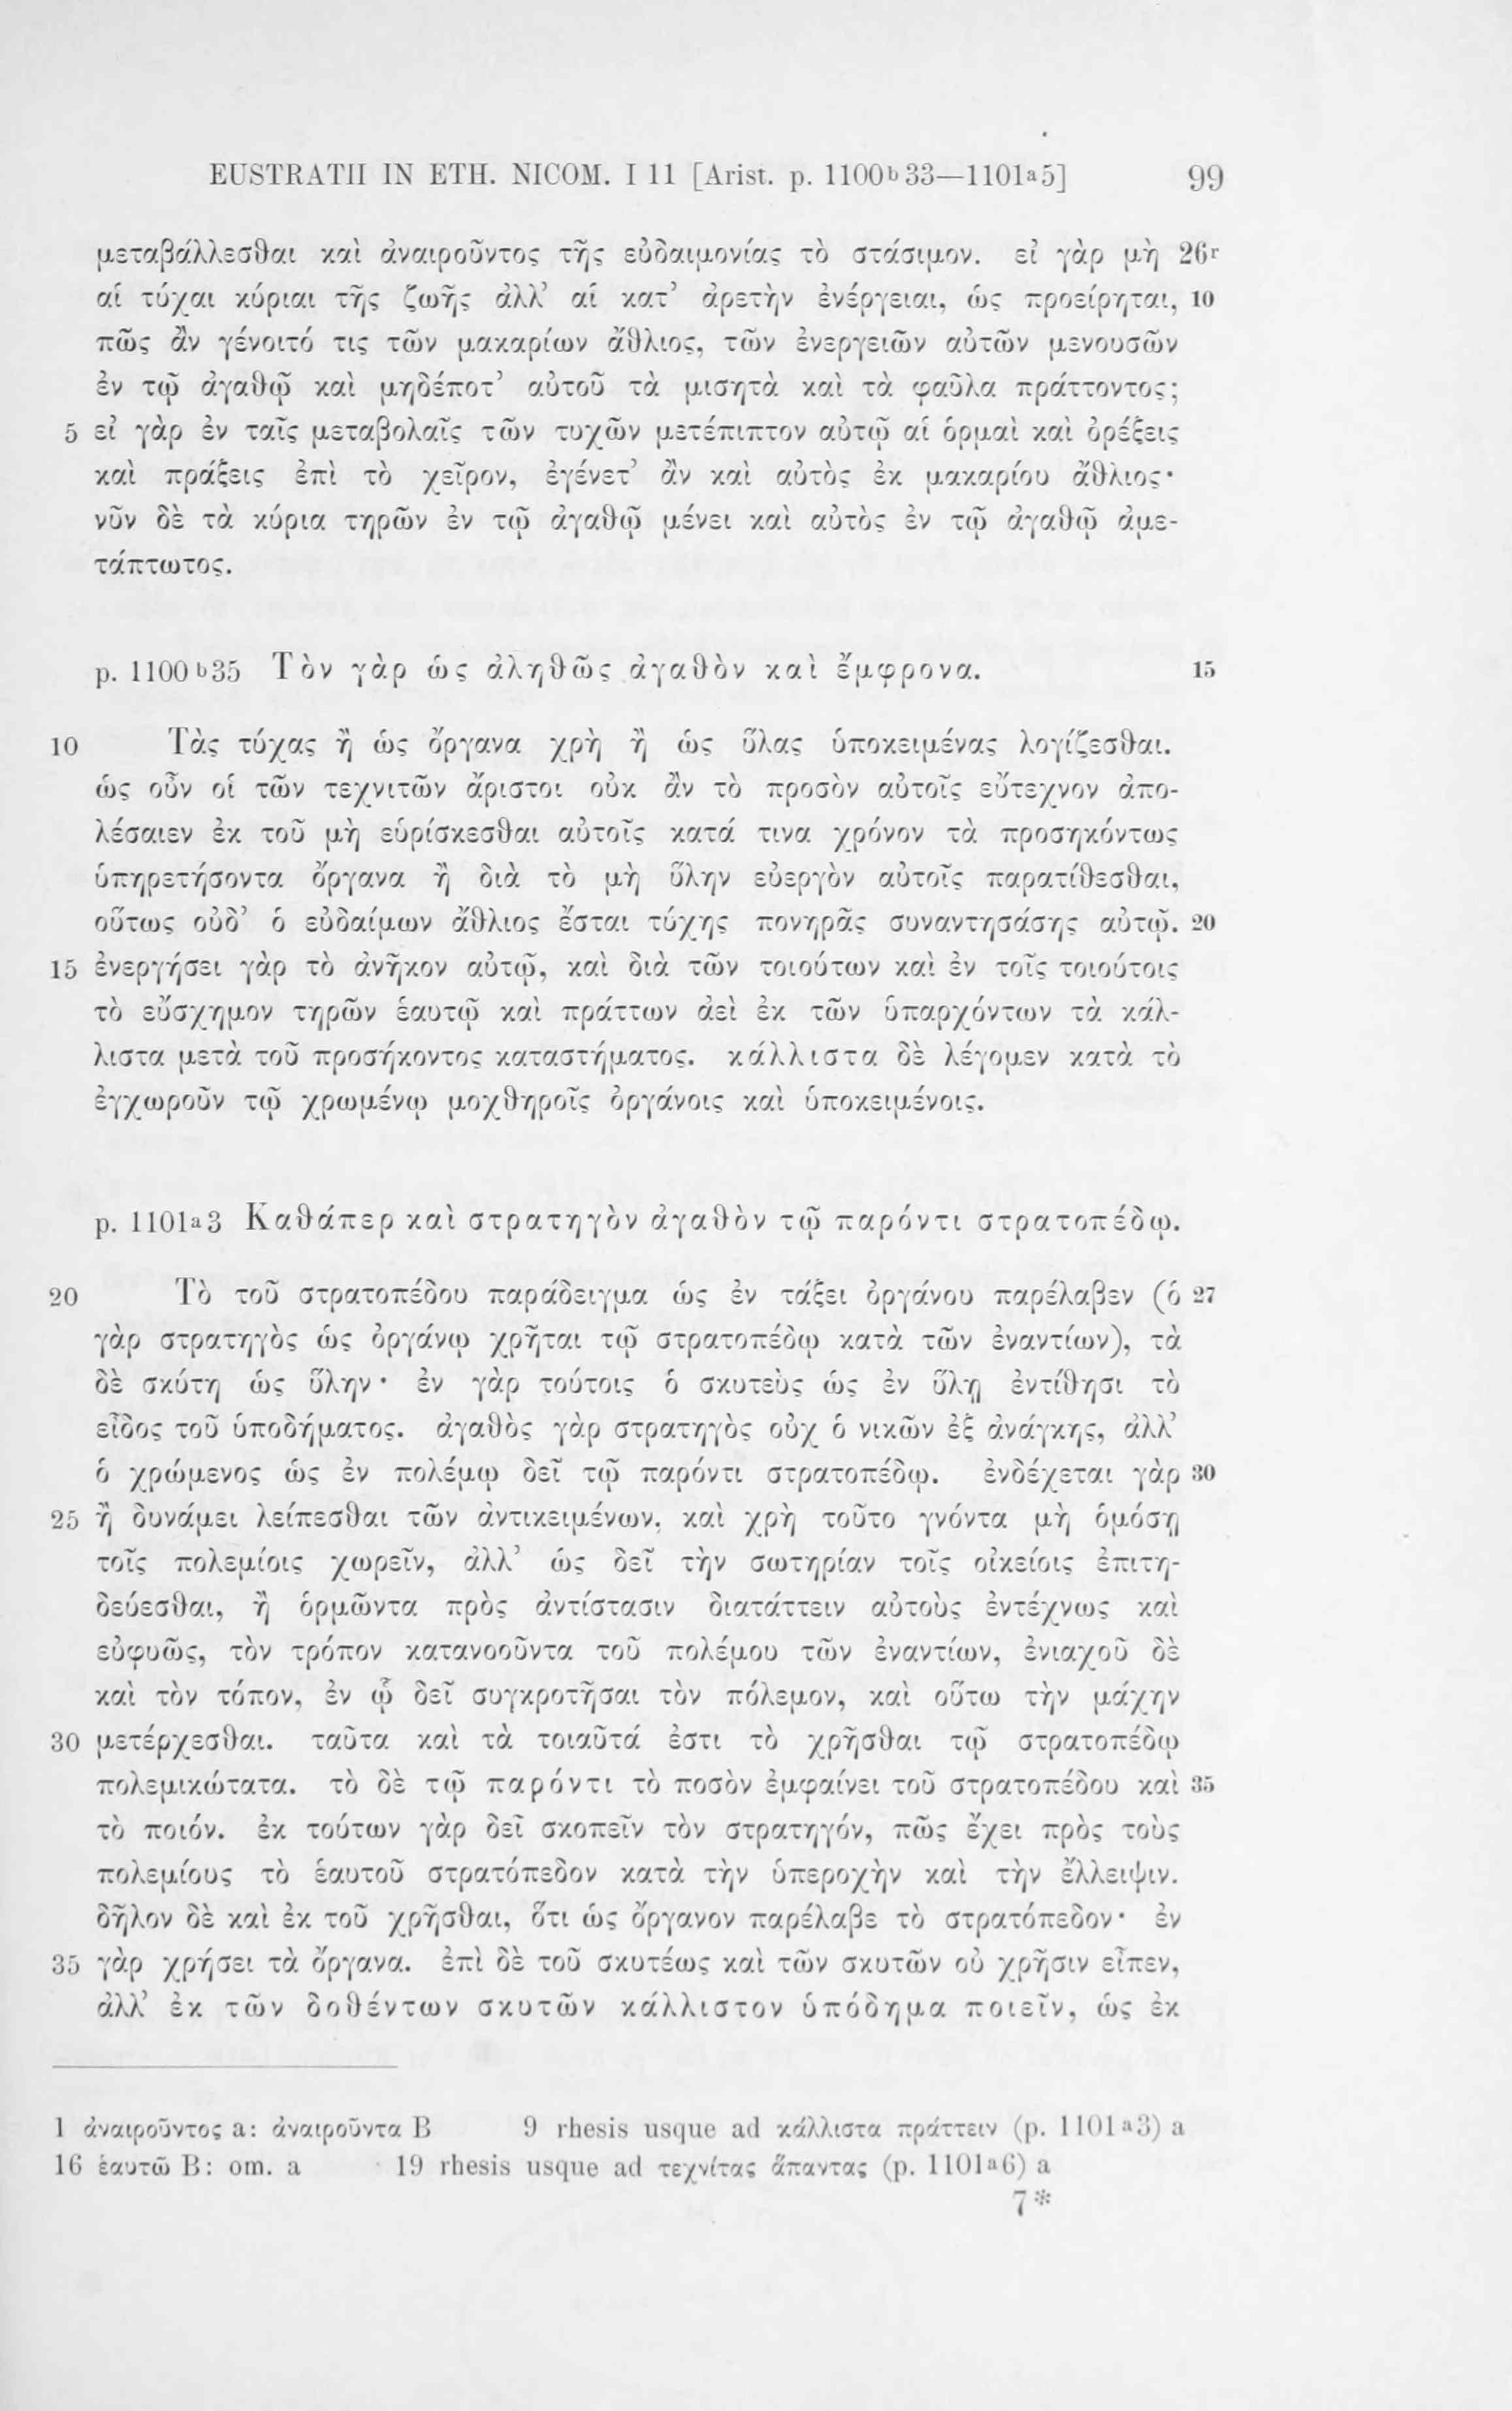 EUSTRATII IN ETH. NICOM. I 11 [Arist. p. 1100b33—1101a5] 99
μεταβάλλεσθαι καὶ ἀναιροῦντος τῆς εὐδαιμονίας τὸ στάσιμον. εἰ γὰρ μὴ 26r
αἱ τύχαι κύριαι τῆς ζωῆς ἀλλ’ αἱ κατ’ ἀρετὴν ἐνέργειαι, ὡς προείρηται, 10
πῶς ἂν γένοιτό τις τῶν μακαρίων ἄθλιος, τῶν ἐνεργειῶν αὐτῶν μενουσῶν
ἐν τῷ ἀγαθῷ καὶ μηδέποτ’ αὐτοῦ τὰ μισητὰ καὶ τὰ φαῦλα πράττοντος;
5 εἰ γὰρ ἐν ταῖς μεταβολαῖς τῶν τυχῶν μετέπιπτον αὐτῷ αἱ ὁρμαὶ καὶ ὀρέξεις
καὶ πράξεις ἐπὶ τὸ χεῖρον, ἐγένετ’ ἂν καὶ αὐτὸς ἐκ μακαρίου ἄθλιος·
νῦν δὲ τὰ κύρια τηρῶν ἐν τῷ ἀγαθῷ μένει καὶ αὐτὸς ἐν τῷ ἀγαθῷ ἀμε-
τάπτωτος.
p. 1100b35 Τὸν γὰρ ὡς ἀληθῶς ἀγαθὸν καὶ ἔμφρονα. 15
10 Τὰς τύχας ἢ ὡς ὄργανα χρὴ ἢ ὡς ὕλας ὑποκειμένας λογίζεσθαι.
ὡς οὖν οἱ τῶν τεχνιτῶν ἄριστοι οὐκ ἂν τὸ προσὸν αὐτοῖς εὔτεχνον ἀπο-
λέσαιεν ἐκ τοῦ μὴ εὑρίσκεσθαι αὐτοῖς κατά τινα χρόνον τὰ προσηκόντως
ὑπηρετήσοντα ὄργανα ἢ διὰ τὸ μὴ ὕλην εὐεργὸν αὐτοῖς παρατίθεσθαι,
οὕτως οὐδ’ ὁ εὐδαίμων ἄθλιος ἔσται τύχης πονηρᾶς συναντησάσης αὐτῷ. 20
15 ἐνεργήσει γὰρ τὸ ἀνῆκον αὐτῷ, καὶ διὰ τῶν τοιούτων καὶ ἐν τοῖς τοιούτοις
τὸ εὔσχημον τηρῶν ἑαυτῷ καὶ πράττων ἀεὶ ἐκ τῶν ὑπαρχόντων τὰ κάλ-
λιστα μετὰ τοῦ προσήκοντος καταστήματος. κάλλιστα δὲ λέγομεν κατὰ τὸ
ἐγχωροῦν τῷ χρωμένῳ μοχθηροῖς ὀργάνοις καὶ ὑποκειμένοις.
p. 1101a3 Καθάπερ καὶ στρατηγὸν ἀγαθὸν τῷ παρόντι στρατοπέδῳ.
20 Τὸ τοῦ στρατοπέδου παράδειγμα ὡς ἐν τάξει ὀργάνου παρέλαβεν (ὁ 27
γὰρ στρατηγὸς ὡς ὀργάνῳ χρῆται τῷ στρατοπέδῳ κατὰ τῶν ἐναντίων), τὰ
δὲ σκύτη ὡς ὕλην· ἐν γὰρ τούτοις ὁ σκυτεὺς ὡς ἐν ὕλῃ ἐντίθησι τὸ
εἶδος τοῦ ὑποδήματος. ἀγαθὸς γὰρ στρατηγὸς οὐχ ὁ νικῶν ἐξ ἀνάγκης, ἀλλ’
ὁ χρώμενος ὡς ἐν πολέμῳ δεῖ τῷ παρόντι στρατοπέδῳ. ἐνδέχεται γὰρ 30
25 ἢ δυνάμει λείπεσθαι τῶν ἀντικειμένων, καὶ χρὴ τοῦτο γνόντα μὴ ὁμόσῃ
τοῖς πολεμίοις χωρεῖν, ἀλλ’ ὡς δεῖ τὴν σωτηρίαν τοῖς οἰκείοις ἐπιτη-
δεύεσθαι, ἢ ὁρμῶντα πρὸς ἀντίστασιν διατάττειν αὐτοὺς ἐντέχνως καὶ
εὐφυῶς, τὸν τρόπον κατανοοῦντα τοῦ πολέμου τῶν ἐναντίων, ἐνιαχοῦ δὲ
καὶ τὸν τόπον, ἐν ᾧ δεῖ συγκροτῆσαι τὸν πόλεμον, καὶ οὕτω τὴν μάχην
30 μετέρχεσθαι. ταῦτα καὶ τὰ τοιαῦτά ἐστι τὸ χρῆσθαι τῷ στρατοπέδῳ
πολεμικώτατα. τὸ δὲ τῷ παρόντι τὸ ποσὸν ἐμφαίνει τοῦ στρατοπέδου καὶ 35
τὸ ποιόν. ἐκ τούτων γὰρ δεῖ σκοπεῖν τὸν στρατηγόν, πῶς ἔχει πρὸς τοὺς
πολεμίους τὸ ἑαυτοῦ στρατόπεδον κατὰ τὴν ὑπεροχὴν καὶ τὴν ἔλλειψιν.
δῆλον δὲ καὶ ἐκ τοῦ χρῆσθαι, ὅτι ὡς ὄργανον παρέλαβε τὸ στρατόπεδον· ἐν
35 γὰρ χρήσει τὰ ὄργανα. ἐπὶ δὲ τοῦ σκυτέως καὶ τῶν σκυτῶν οὐ χρῆσιν εἶπεν,
ἀλλ’ ἐκ τῶν δοθέντων σκυτῶν κάλλιστον ὑπόδημα ποιεῖν, ὡς ἐκ
1 ἀναιροῦντος a: ἀναιροῦντα B 9 rhesis usque ad κάλλιστα πράττειν (p. 1101a3) a
16 ἑαυτῶ B: om. a 19 rhesis usque ad τεχνίτας ἅπαντας (p. 1101a6) a
7*